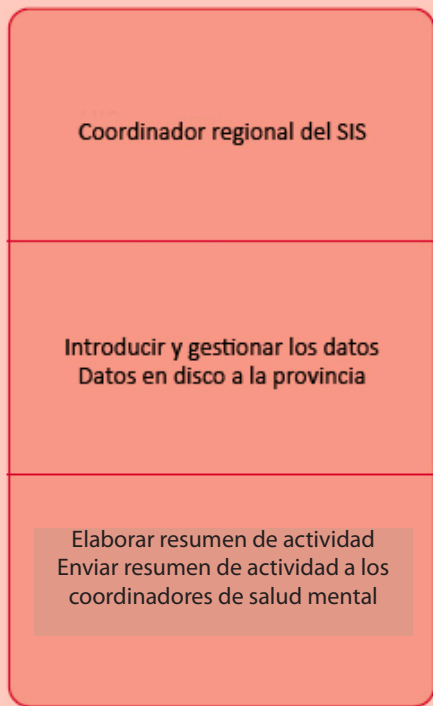 Coordinador regional del SIS
Introducir y gestionar los datos
Datos en disco a la provincia
Elaborar resumen de actividad
Enviar resumen de actividad a los
coordinadores de salud mental